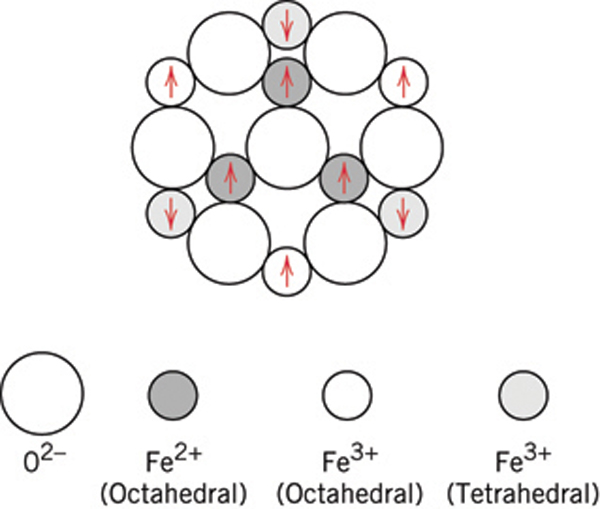 O²⁻ Fe²⁺ Fe³⁺ Fe³⁺
(Octahedral) (Octahedral) (Tetrahedral)